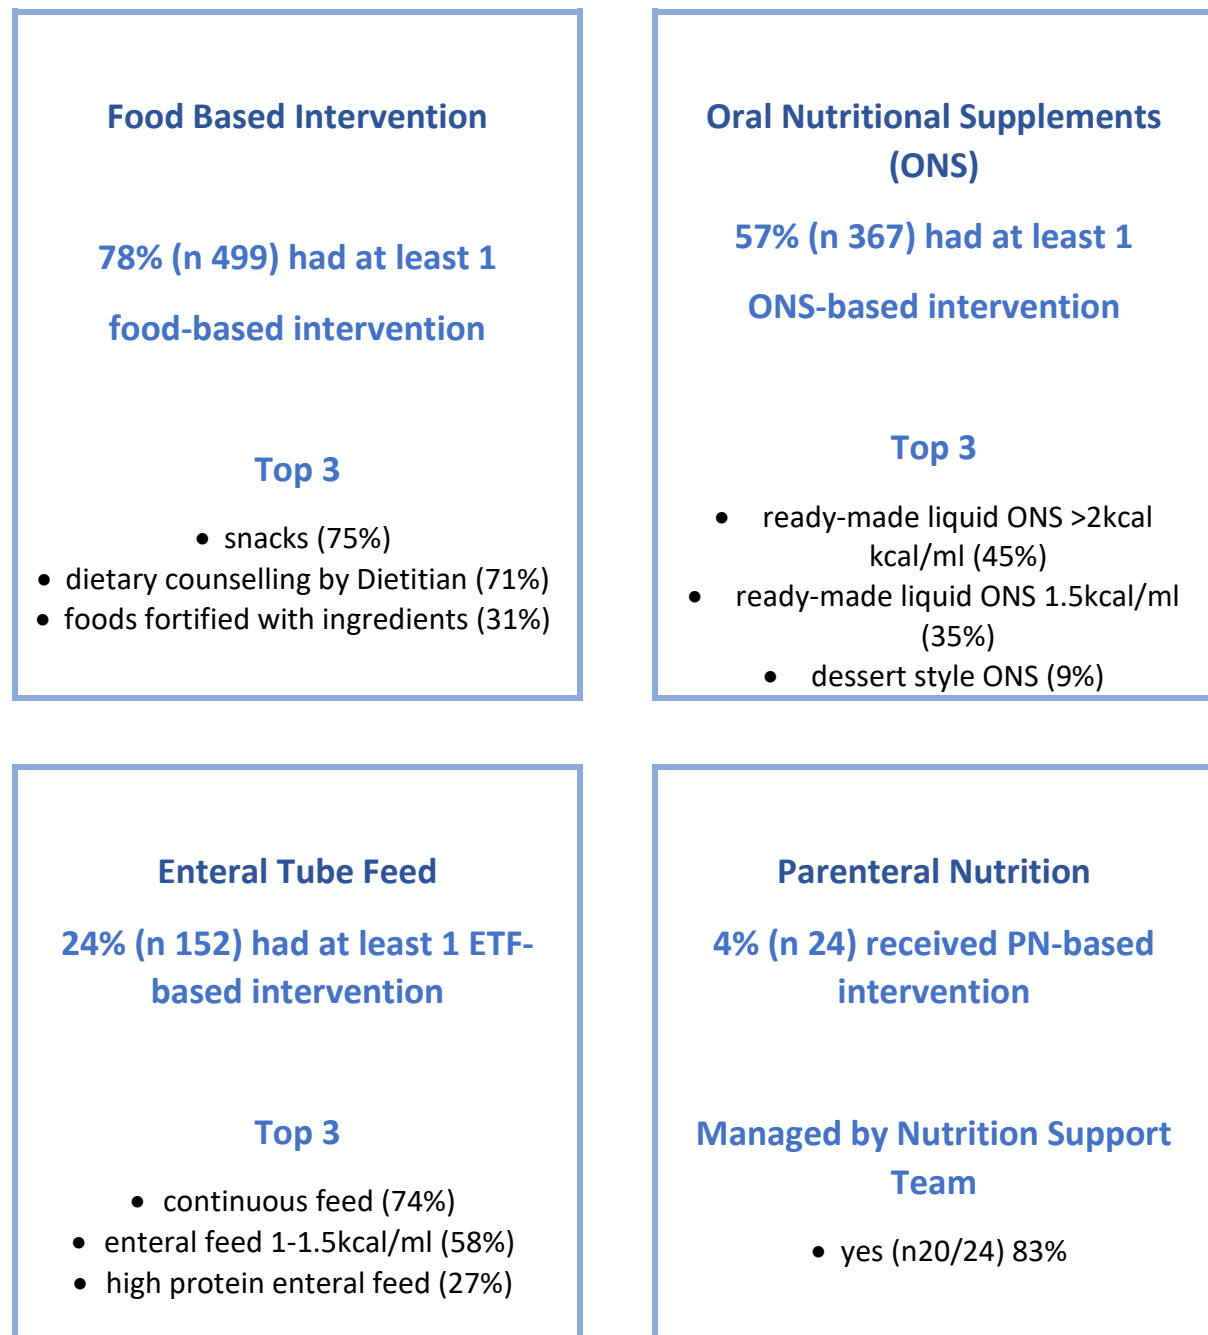 Food Based Intervention
78% (n 499) had at least 1
food-based intervention
Top 3
• snacks (75%)
• dietary counselling by Dietitian (71%)
• foods fortified with ingredients (31%)
Oral Nutritional Supplements
(ONS)
57% (n 367) had at least 1
ONS-based intervention
Top 3
• ready-made liquid ONS >2kcal
kcal/ml (45%)
• ready-made liquid ONS 1.5kcal/ml
(35%)
• dessert style ONS (9%)
Enteral Tube Feed
24% (n 152) had at least 1 ETF-
based intervention
Top 3
• continuous feed (74%)
• enteral feed 1-1.5kcal/ml (58%)
• high protein enteral feed (27%)
Parenteral Nutrition
4% (n 24) received PN-based
intervention
Managed by Nutrition Support
Team
• yes (n20/24) 83%